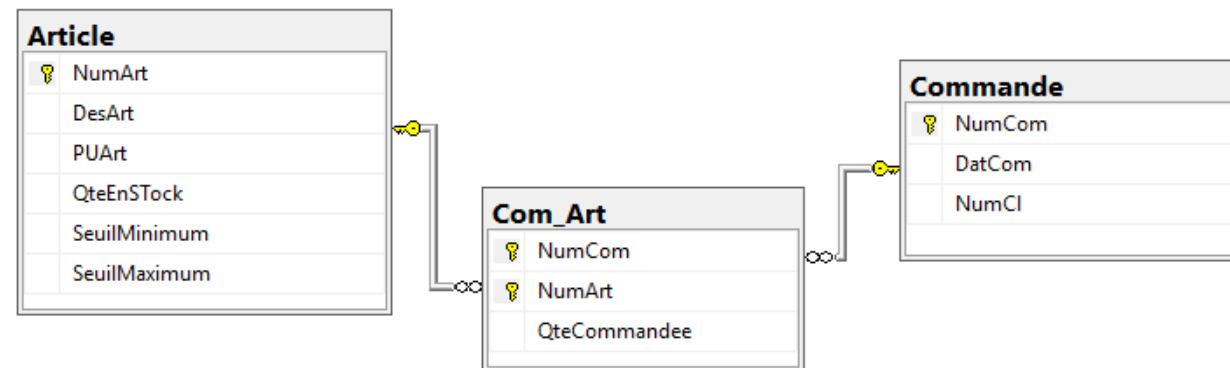 Article
NumArt
DesArt
PUArt
QteEnSTock
SeuilMinimum
SeuilMaximum
Com_Art
NumCom
NumArt
QteCommandee
Commande
NumCom
DatCom
NumCl